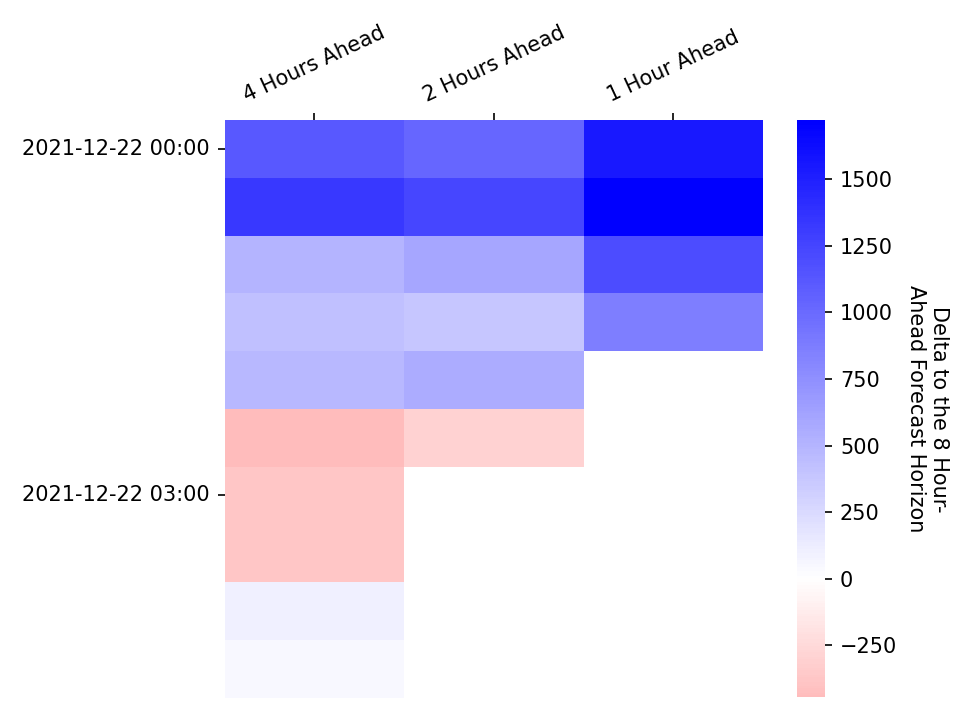 4 Hours Ahead
2 Hours Ahead
1 Hour Ahead
2021-12-22 00:00
2021-12-22 03:00
1500
1250
1000
750
500
250
0
−250
Delta to the 8 Hour-
Ahead Forecast Horizon